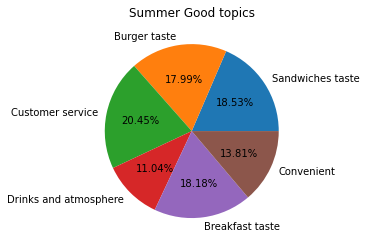 Summer Good topics
Burger taste
Sandwiches taste
17.99%
18.53%
Customer service
20.45%
13.81%
11.04%
Convenient
18.18%
Drinks and atmosphere
Breakfast taste